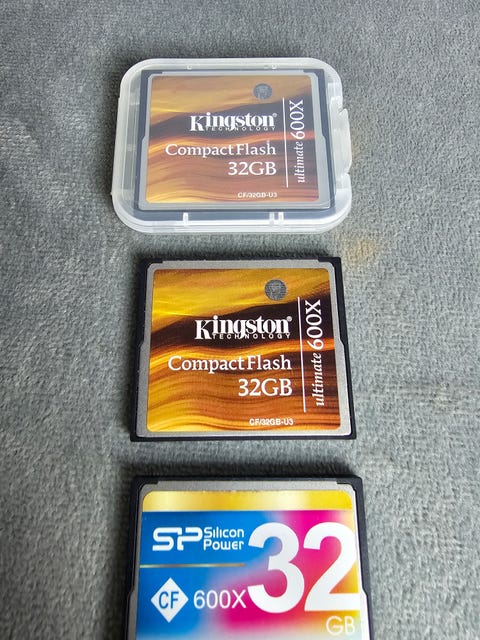 Kingston
TECHNOLOGY
CompactFlash
32GB
ultimate 600X
CF/32GB-U3
Kingston
TECHNOLOGY
CompactFlash
32GB
ultimate 600X
CF/32GB-U3
SP Silicon
Power
32
GB
CF 600X